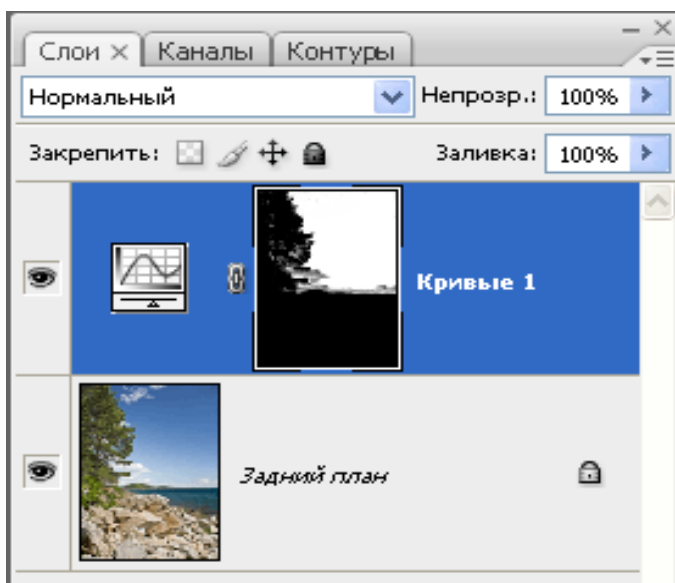 Слои Каналы Контуры
Нормальный Непрозр.: 100%
Закрепить: Заливка: 100%
Кривые 1
Задний план